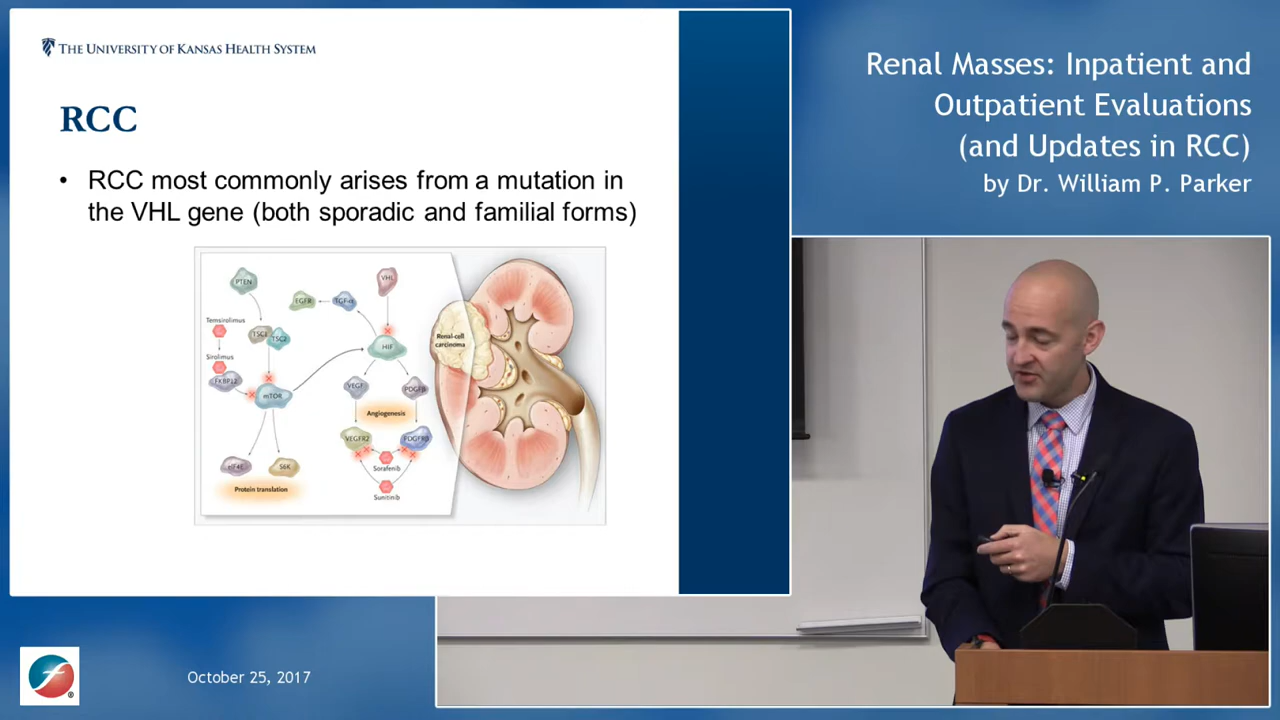 THE UNIVERSITY OF KANSAS HEALTH SYSTEM
RCC
• RCC most commonly arises from a mutation in
the VHL gene (both sporadic and familial forms)
PTEN
VHL
EGFR
TGF-α
Temsirolimus
TSC1
TSC2
Renal-cell
carcinoma
HIF
Sirolimus
FKBP12
mTOR
VEGF
PDGFβ
Angiogenesis
VEGFR2
PDGFRβ
eIF4E
S6K
Sorafenib
Protein translation
Sunitinib
Renal Masses: Inpatient and
Outpatient Evaluations
(and Updates in RCC)
by Dr. William P. Parker
October 25, 2017
®